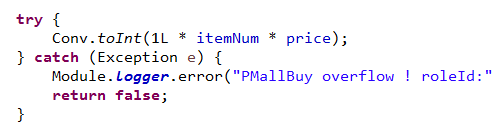 try {
    Conv.toInt(1L * itemNum * price);
} catch (Exception e) {
    Module.Logger.error("PMallBuy overflow ! roleId:"
    return false;
}